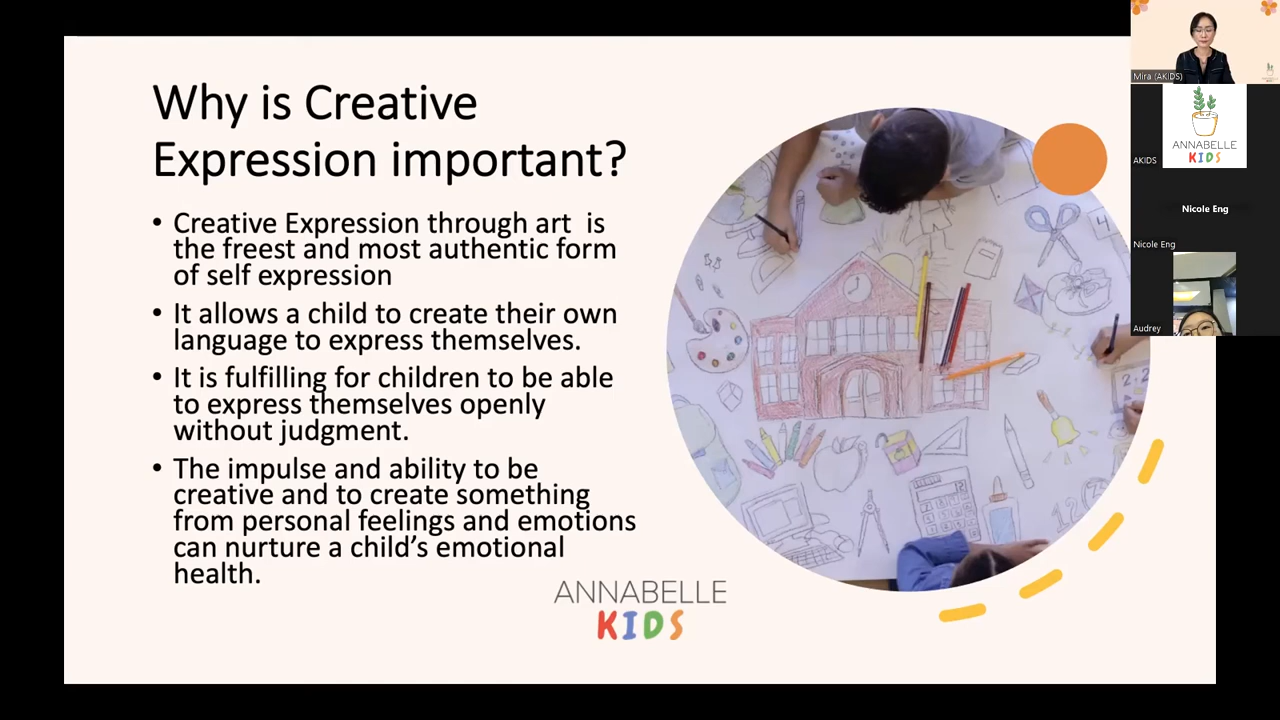 Why is Creative
Expression important?
• Creative Expression through art is
the freest and most authentic form
of self expression
• It allows a child to create their own
language to express themselves.
• It is fulfilling for children to be able
to express themselves openly
without judgment.
• The impulse and ability to be
creative and to create something
from personal feelings and emotions
can nurture a child’s emotional
health.
ANNABELLE
KIDS
Mira (AKIDS)
ANNABELLE
KIDS
AKIDS
Nicole Eng
Nicole Eng
Audrey